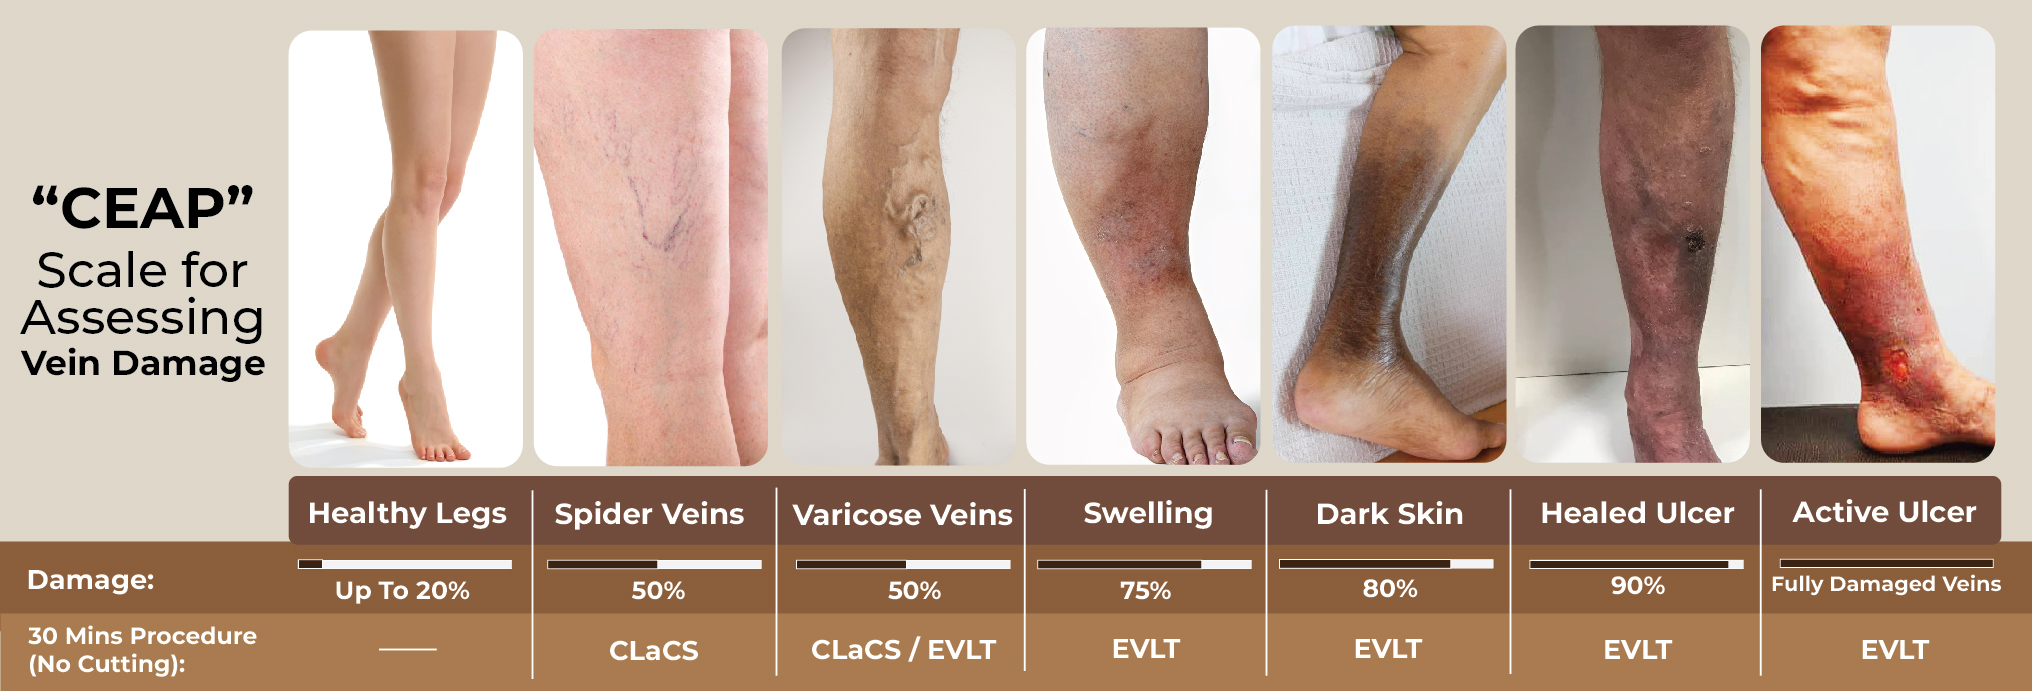 “CEAP”
Scale for
Assessing
Vein Damage
Healthy Legs
Spider Veins
Varicose Veins
Swelling
Dark Skin
Healed Ulcer
Active Ulcer
Damage:
Up To 20%
50%
50%
75%
80%
90%
Fully Damaged Veins
30 Mins Procedure
(No Cutting):
CLaCS
CLaCS / EVLT
EVLT
EVLT
EVLT
EVLT